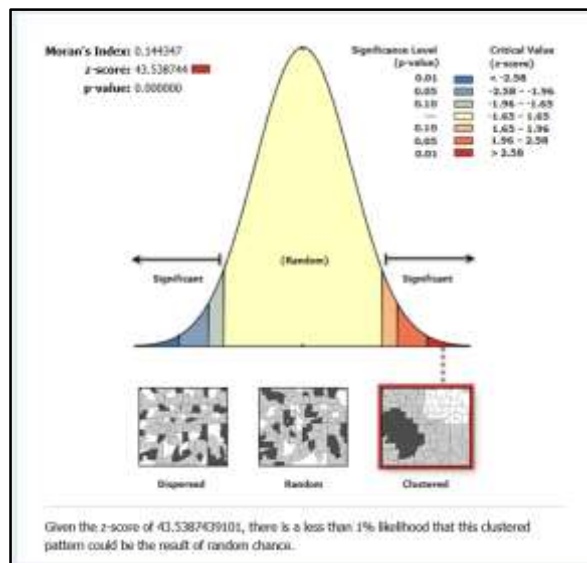 Moran's Index: 0.144347
z-score: 43.538744
p-value: 0.000000
Significance Level
(p-value)
Critical Value
(z-score)
0.01 < -2.58
0.05 -2.58 - -1.96
0.10 -1.96 - -1.65
— -1.65 - 1.65
0.10 1.65 - 1.96
0.05 1.96 - 2.58
0.01 > 2.58
Significant
(Random)
Significant
Dispersed
Random
Clustered
Given the z-score of 43.5387439101, there is a less than 1% likelihood that this clustered
pattern could be the result of random chance.